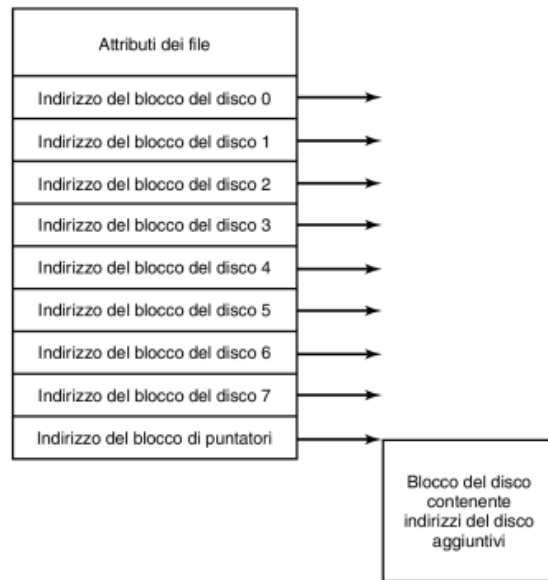 Attributi dei file
Indirizzo del blocco del disco 0
Indirizzo del blocco del disco 1
Indirizzo del blocco del disco 2
Indirizzo del blocco del disco 3
Indirizzo del blocco del disco 4
Indirizzo del blocco del disco 5
Indirizzo del blocco del disco 6
Indirizzo del blocco del disco 7
Indirizzo del blocco di puntatori
Blocco del disco
contenente
indirizzi del disco
aggiuntivi